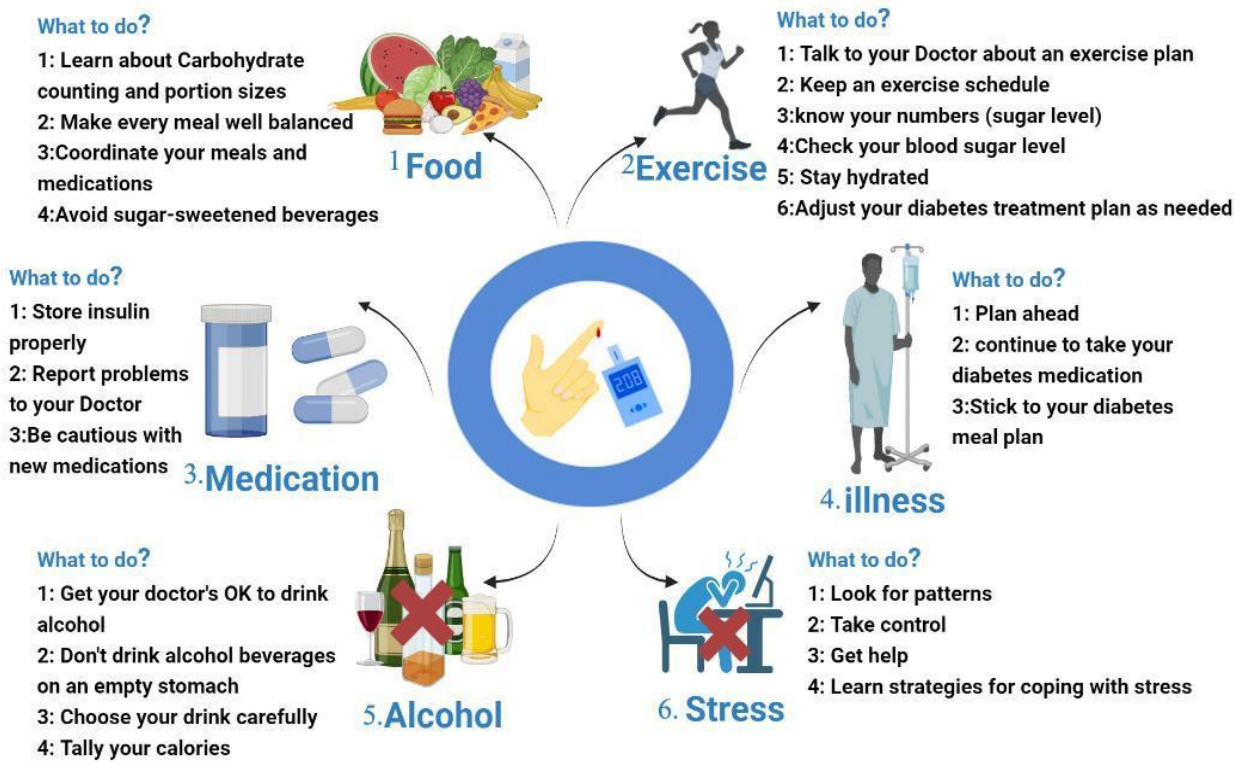 What to do?
1: Learn about Carbohydrate
counting and portion sizes
2: Make every meal well balanced
3:Coordinate your meals and
medications
4:Avoid sugar-sweetened beverages
1 Food
What to do?
1: Talk to your Doctor about an exercise plan
2: Keep an exercise schedule
3:know your numbers (sugar level)
4:Check your blood sugar level
5: Stay hydrated
6:Adjust your diabetes treatment plan as needed
2Exercise
What to do?
1: Store insulin
properly
2: Report problems
to your Doctor
3:Be cautious with
new medications
3.Medication
208
What to do?
1: Plan ahead
2: continue to take your
diabetes medication
3:Stick to your diabetes
meal plan
4.illness
What to do?
1: Get your doctor's OK to drink
alcohol
2: Don't drink alcohol beverages
on an empty stomach
3: Choose your drink carefully
4: Tally your calories
5.Alcohol
What to do?
1: Look for patterns
2: Take control
3: Get help
4: Learn strategies for coping with stress
6. Stress